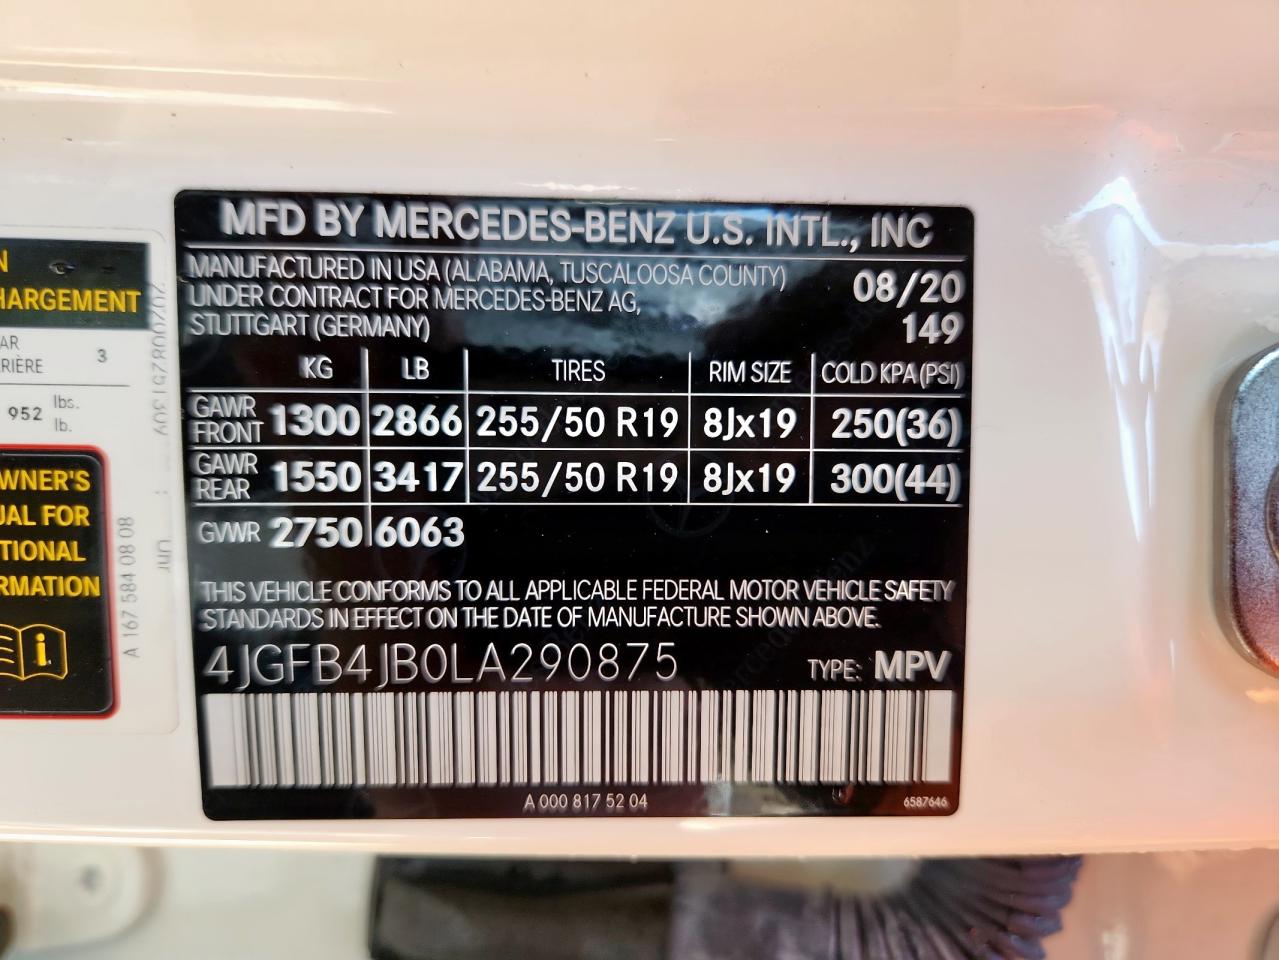 MFD BY MERCEDES-BENZ U.S. INTL., INC
MANUFACTURED IN USA (ALABAMA, TUSCALOOSA COUNTY)
UNDER CONTRACT FOR MERCEDES-BENZ AG,
STUTTGART (GERMANY)
08/20
149
KG LB TIRES RIM SIZE COLD KPA (PSI)
GAWR FRONT 1300 2866 255/50 R19 8Jx19 250(36)
GAWR REAR 1550 3417 255/50 R19 8Jx19 300(44)
GVWR 2750 6063
THIS VEHICLE CONFORMS TO ALL APPLICABLE FEDERAL MOTOR VEHICLE SAFETY
STANDARDS IN EFFECT ON THE DATE OF MANUFACTURE SHOWN ABOVE.
4JGFB4JB0LA290875 TYPE: MPV
A 000 817 52 04 6587646
N
HARGEMENT
AR
RIÈRE 3
952 lbs.
lb.
WNER'S
UAL FOR
TIONAL
RMATION
i
A 167 584 08 08